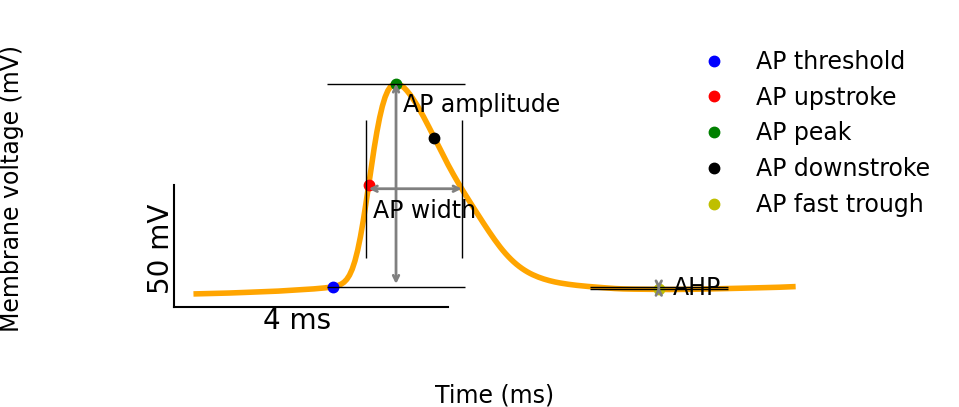 Membrane voltage (mV)
AP threshold
AP upstroke
AP peak
AP downstroke
AP fast trough
AP amplitude
AP width
50 mV
4 ms
AHP
Time (ms)